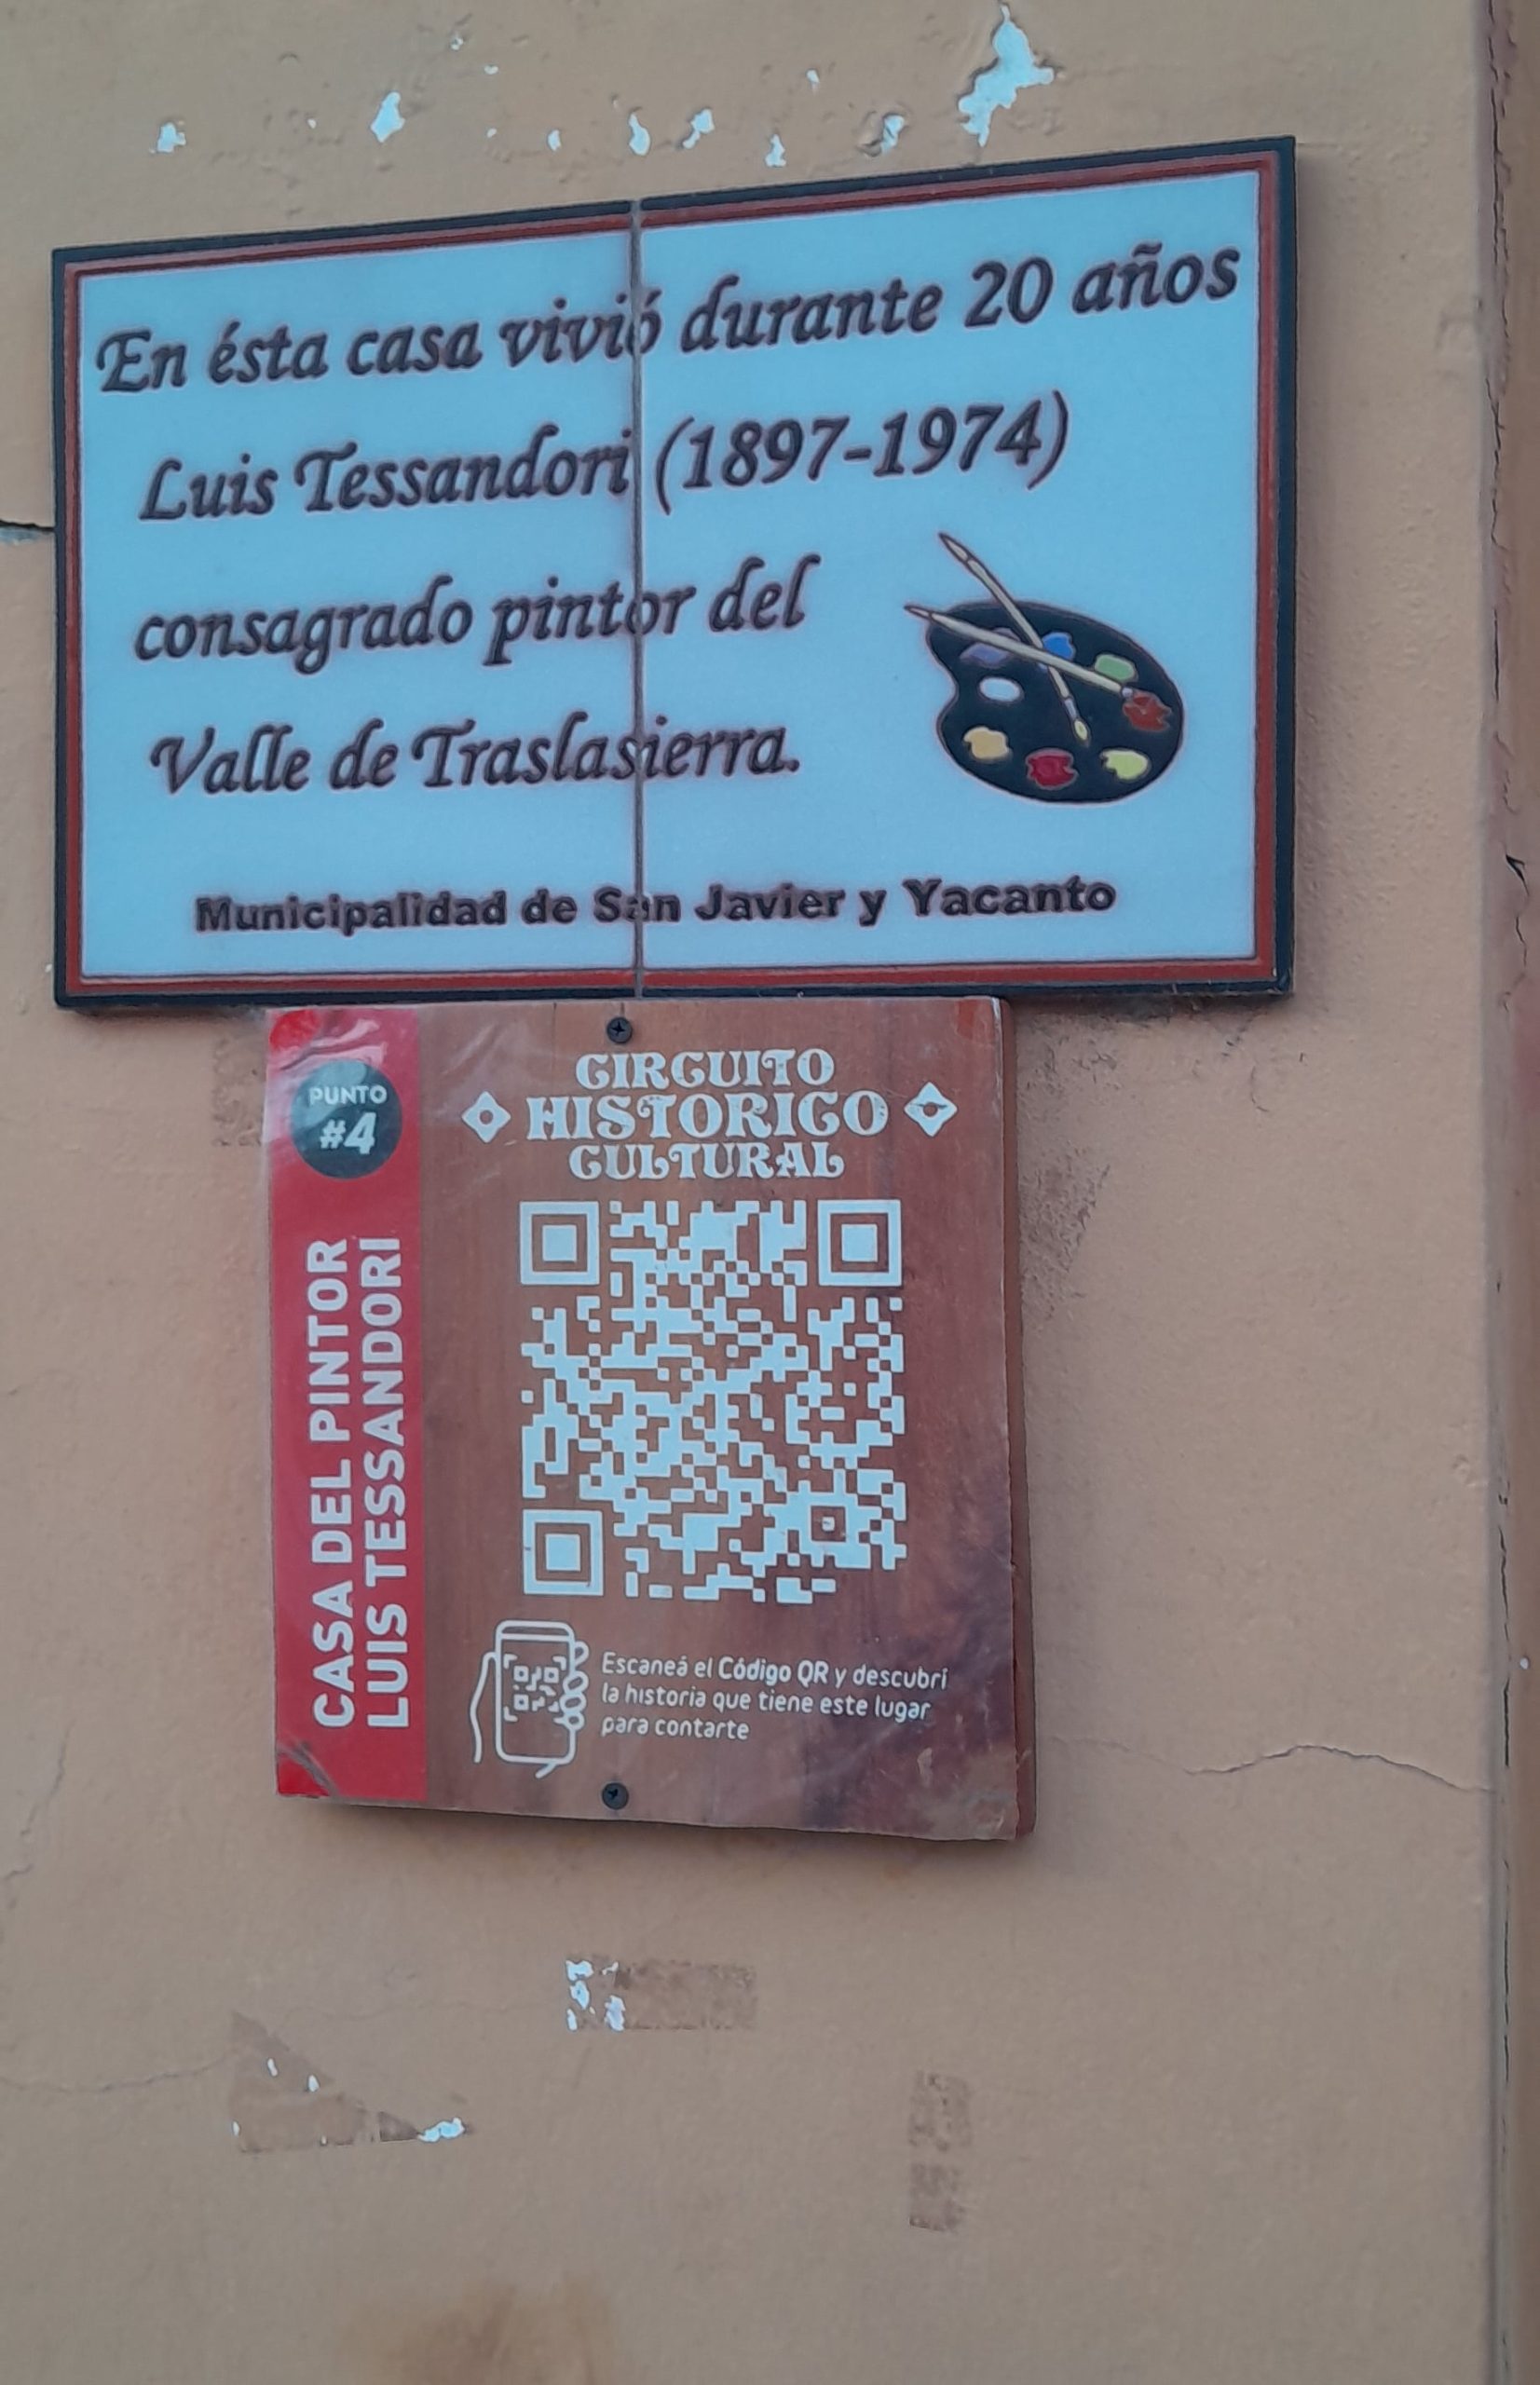 En ésta casa vivió durante 20 años
Luis Tessandori (1897-1974)
consagrado pintor del
Valle de Traslasierra.
Municipalidad de San Javier y Yacanto
PUNTO
#4
CASA DEL PINTOR
LUIS TESSANDORI
CIRCUITO
HISTORICO
CULTURAL
Escaneá el Código QR y descubrí
la historia que tiene este lugar
para contarte